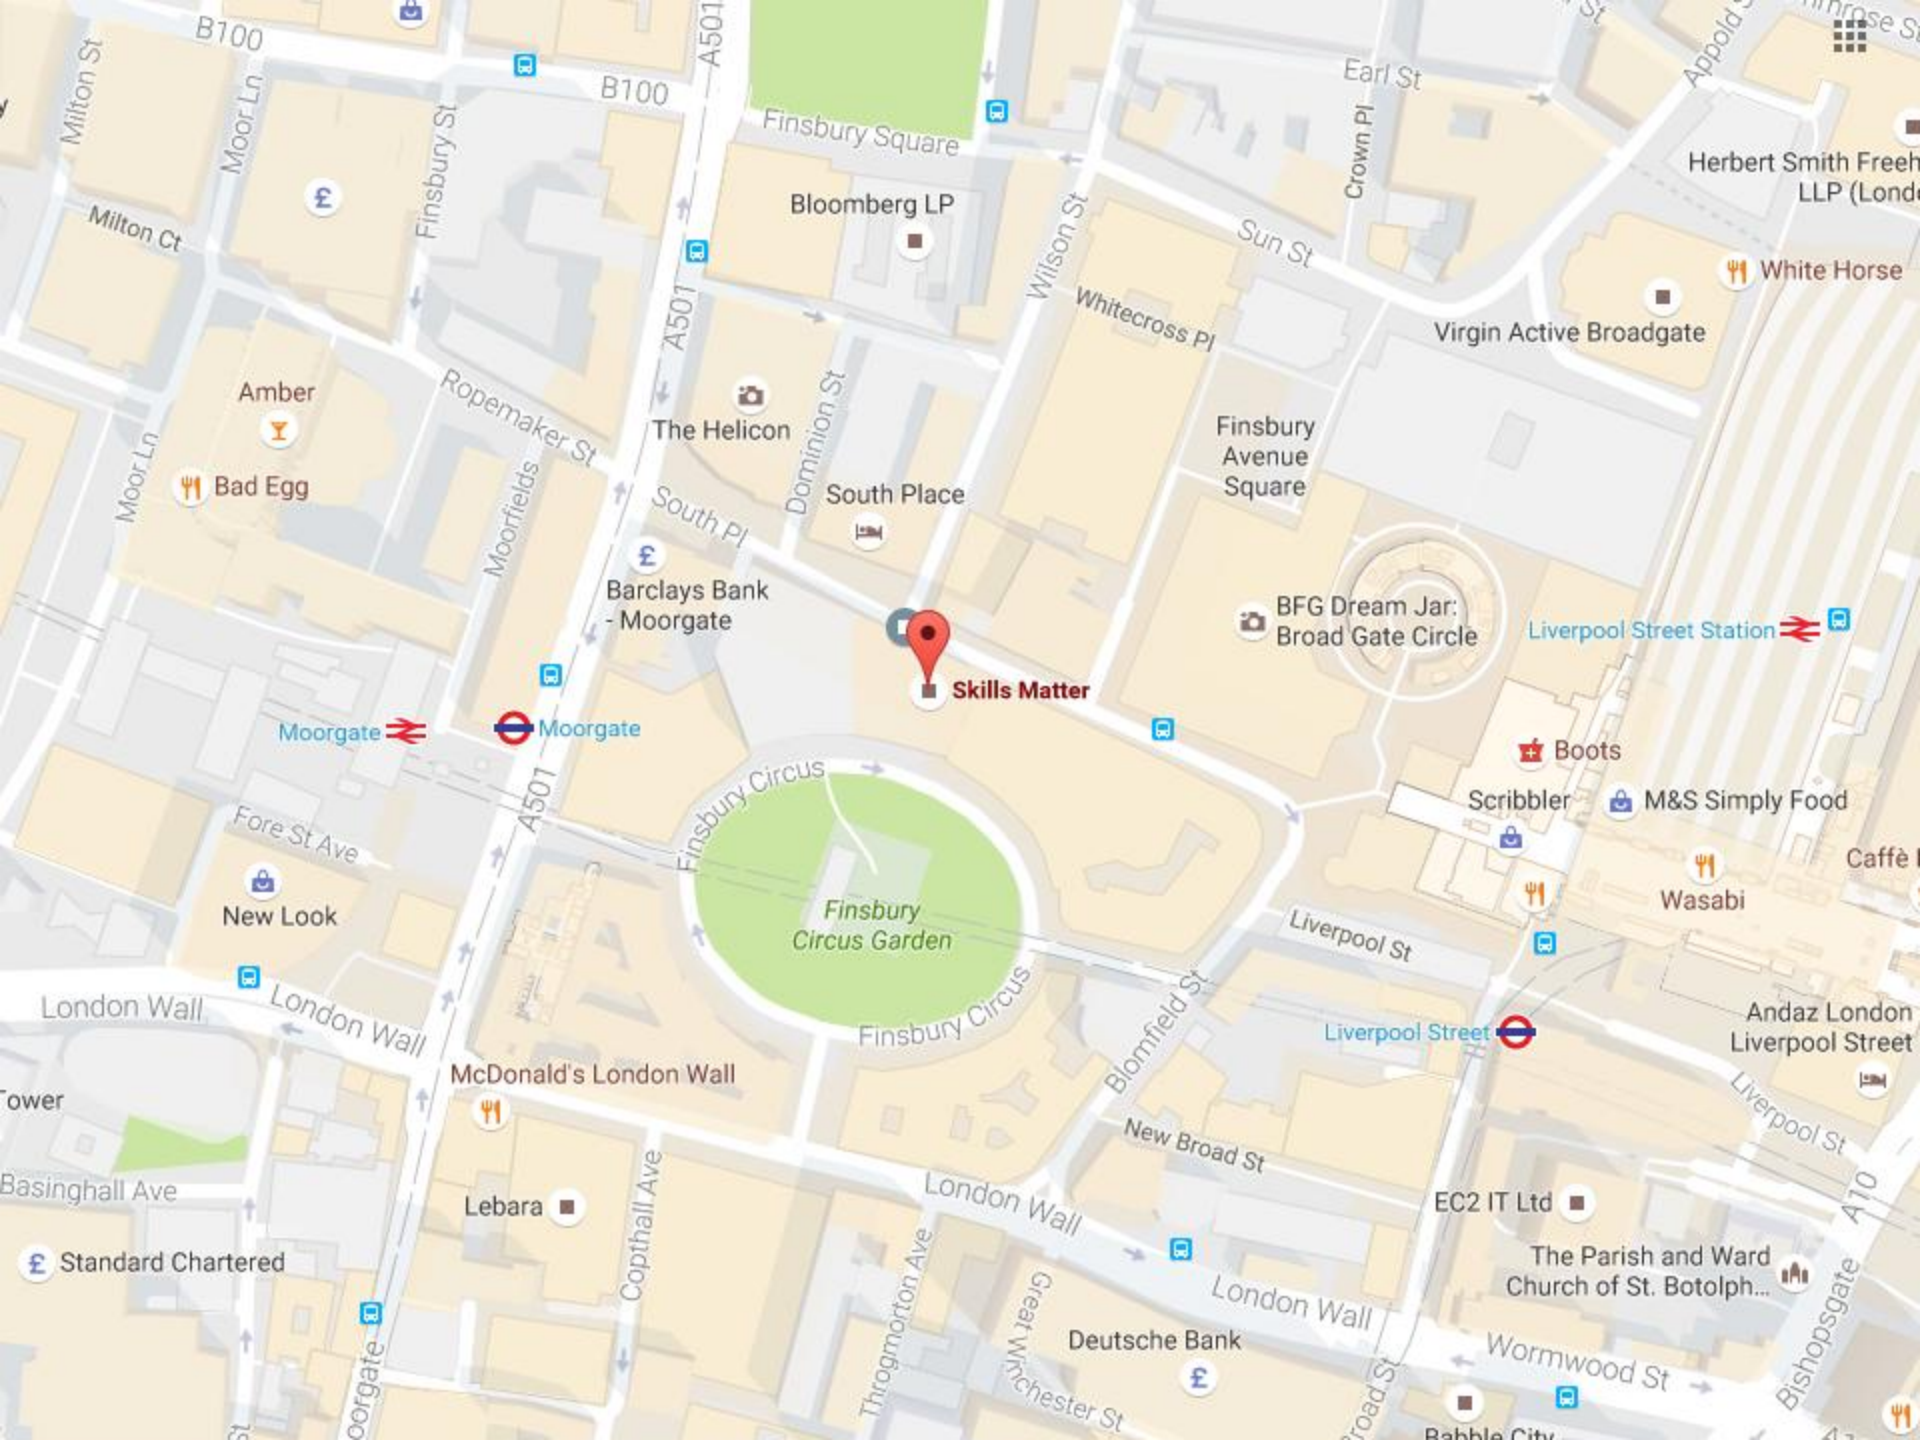 B100
A501
Milton St
Moor Ln
Finsbury St
B100
Finsbury Square
Earl St
Crown Pl
Appold
Herbert Smith Freeh
LLP (Lond
Milton Ct
Bloomberg LP
Wilson St
Sun St
White Horse
Whitecross Pl
Virgin Active Broadgate
A501
Amber
Ropemaker St
The Helicon
Dominion St
Finsbury
Avenue
Square
Moor Ln
Bad Egg
Moorfields
South Pl
South Place
Barclays Bank
- Moorgate
BFG Dream Jar:
Broad Gate Circle
Liverpool Street Station
Skills Matter
Moorgate
Moorgate
Boots
Finsbury Circus
A501
Scribbler
M&S Simply Food
Fore St Ave
Caffè
Wasabi
New Look
Finsbury
Circus Garden
Liverpool St
London Wall
London Wall
Finsbury Circus
Blomfield St
Liverpool Street
Andaz London
Liverpool Street
McDonald's London Wall
Tower
Liverpool St
New Broad St
Basinghall Ave
Lebara
Copthall Ave
London Wall
EC2 IT Ltd
A10
Standard Chartered
Throgmorton Ave
Great Winchester St
London Wall
The Parish and Ward
Church of St. Botolph...
Bishopsgate
Deutsche Bank
Wormwood St
oorgate
St
Broad St
Babble City